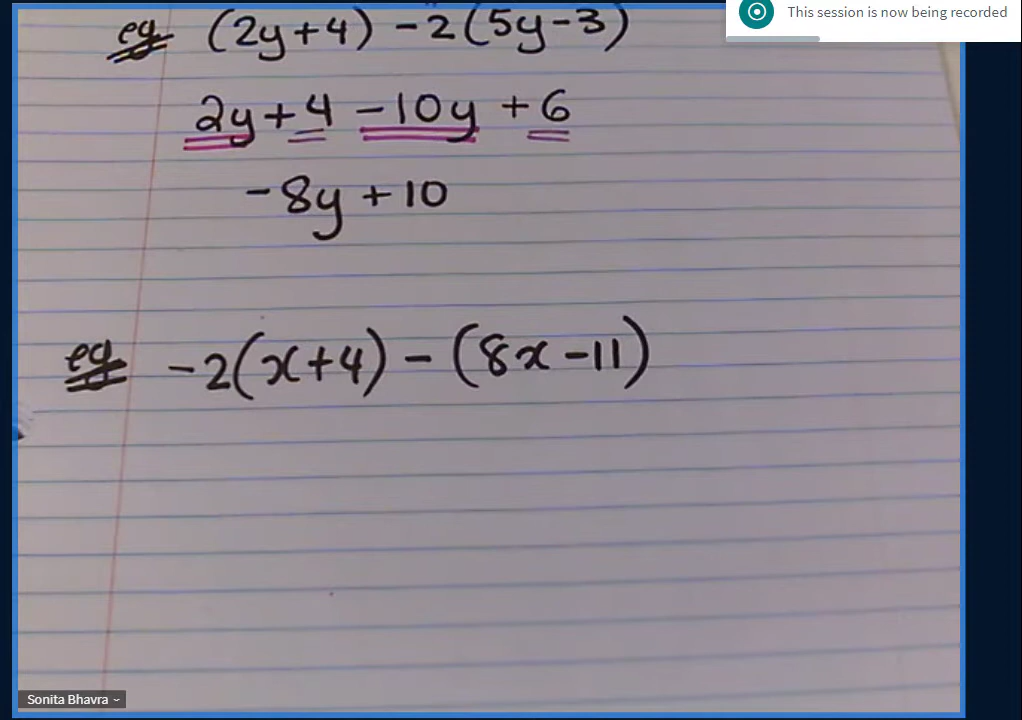 This session is now being recorded
eg (2y+4) -2(5y-3)
2y+4 -10y +6
-8y +10
eg -2(x+4) - (8x-11)
Sonita Bhavra